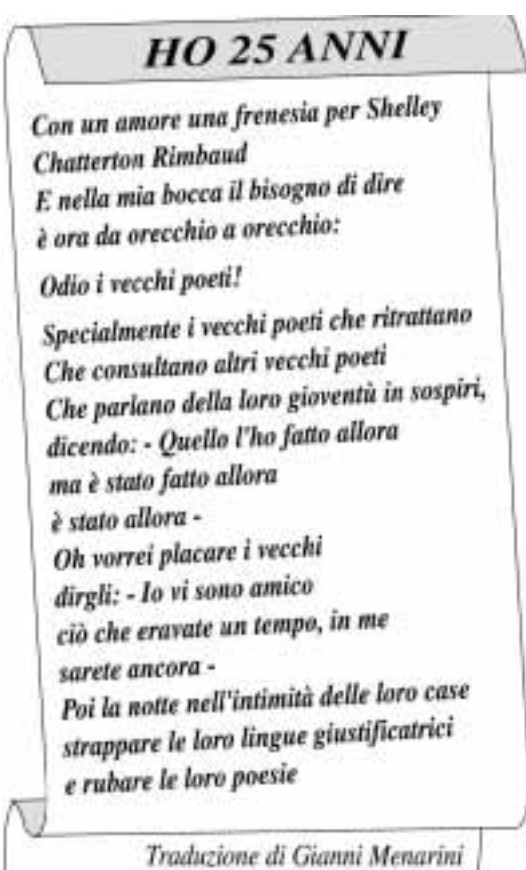 HO 25 ANNI
Con un amore una frenesia per Shelley
Chatterton Rimbaud
E nella mia bocca il bisogno di dire
è ora da orecchio a orecchio:
Odio i vecchi poeti!
Specialmente i vecchi poeti che ritrattano
Che consultano altri vecchi poeti
Che parlano della loro gioventù in sospiri,
dicendo: - Quello l'ho fatto allora
ma è stato fatto allora
è stato allora -
Oh vorrei placare i vecchi
dirgli: - Io vi sono amico
ciò che eravate un tempo, in me
sarete ancora -
Poi la notte nell'intimità delle loro case
strappare le loro lingue giustificatrici
e rubare le loro poesie
Traduzione di Gianni Menarini